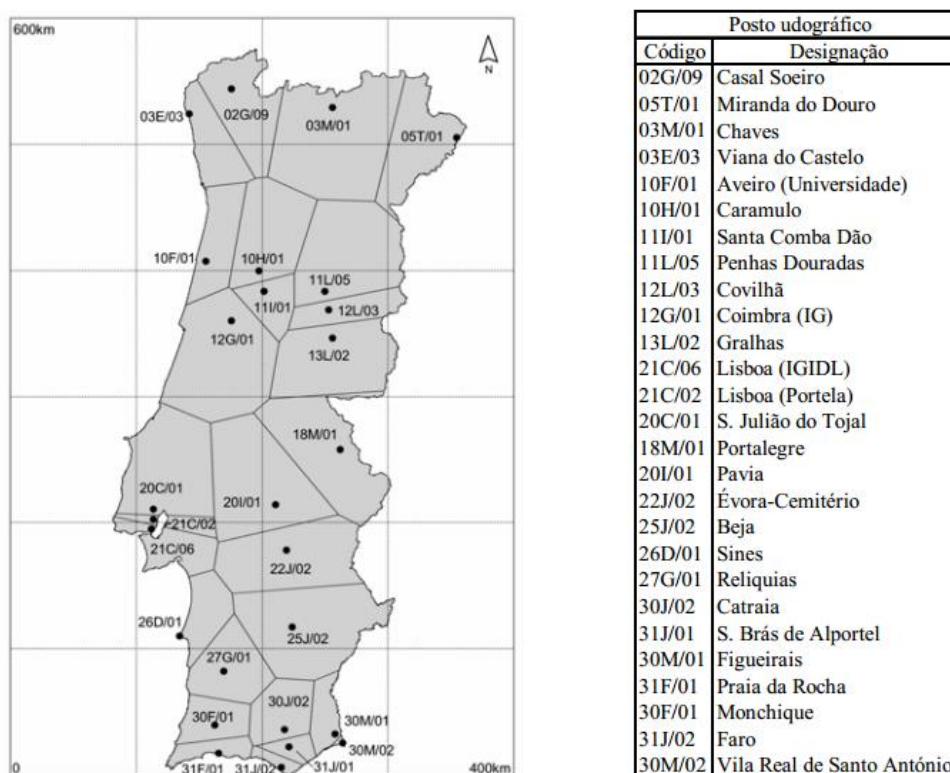 600km
N
02G/09
03E/03
03M/01
05T/01
10F/01
10H/01
11L/05
11I/01
12L/03
12G/01
13L/02
18M/01
20C/01
20I/01
21C/02
21C/06
22J/02
26D/01
25J/02
27G/01
30J/02
30F/01
30M/01
30M/02
0
31F/01
31J/02
31J/01
400km
Posto udográfico
Código Designação
02G/09 Casal Soeiro
05T/01 Miranda do Douro
03M/01 Chaves
03E/03 Viana do Castelo
10F/01 Aveiro (Universidade)
10H/01 Caramulo
11I/01 Santa Comba Dão
11L/05 Penhas Douradas
12L/03 Covilhã
12G/01 Coimbra (IG)
13L/02 Gralhas
21C/06 Lisboa (IGIDL)
21C/02 Lisboa (Portela)
20C/01 S. Julião do Tojal
18M/01 Portalegre
20I/01 Pavia
22J/02 Évora-Cemitério
25J/02 Beja
26D/01 Sines
27G/01 Reliquias
30J/02 Catraia
31J/01 S. Brás de Alportel
30M/01 Figueirais
31F/01 Praia da Rocha
30F/01 Monchique
31J/02 Faro
30M/02 Vila Real de Santo António